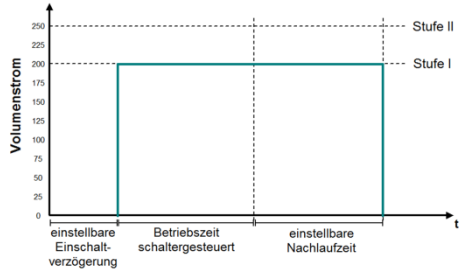 Volumenstrom
250
225
200
175
150
125
100
75
50
25
0
Stufe II
Stufe I
t
einstellbare
Einschalt-
verzögerung
Betriebszeit
schaltergesteuert
einstellbare
Nachlaufzeit